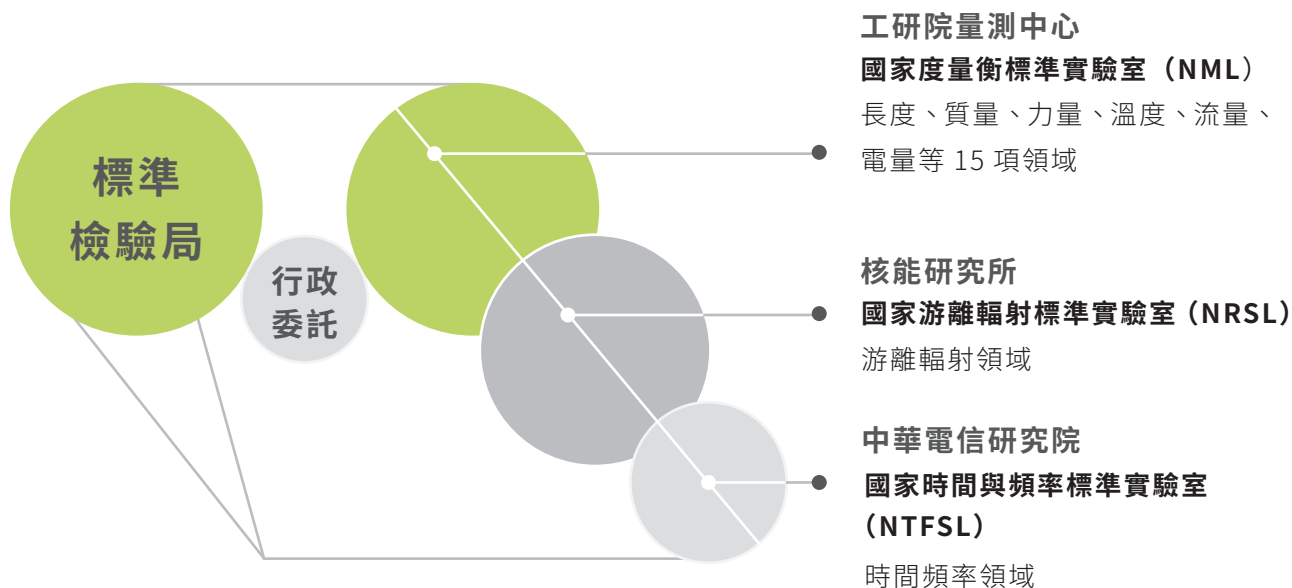 標準
檢驗局
行政
委託
工研院量測中心
國家度量衡標準實驗室（NML）
長度、質量、力量、溫度、流量、
電量等 15 項領域
核能研究所
國家游離輻射標準實驗室（NRSL）
游離輻射領域
中華電信研究院
國家時間與頻率標準實驗室
（NTFSL）
時間頻率領域